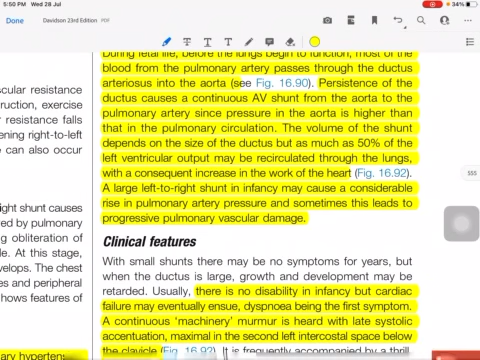 5:50 PM Wed 28 Jul
34%
Done
Davidson 23rd Edition PDF
scular resistance
ruction, exercise
r resistance falls
ening right-to-left
e can also occur
ight shunt causes
ed by pulmonary
g obliteration of
le. At this stage,
velops. The chest
es and peripheral
hows features of
ary hyperten-
During fetal life, before the lungs begin to function, most of the
blood from the pulmonary artery passes through the ductus
arteriosus into the aorta (see Fig. 16.90). Persistence of the
ductus causes a continuous AV shunt from the aorta to the
pulmonary artery since pressure in the aorta is higher than
that in the pulmonary circulation. The volume of the shunt
depends on the size of the ductus but as much as 50% of the
left ventricular output may be recirculated through the lungs,
with a consequent increase in the work of the heart (Fig. 16.92).
A large left-to-right shunt in infancy may cause a considerable
rise in pulmonary artery pressure and sometimes this leads to
progressive pulmonary vascular damage.
Clinical features
With small shunts there may be no symptoms for years, but
when the ductus is large, growth and development may be
retarded. Usually, there is no disability in infancy but cardiac
failure may eventually ensue, dyspnoea being the first symptom.
A continuous 'machinery' murmur is heard with late systolic
accentuation, maximal in the second left intercostal space below
the clavicle (Fig. 16.92). It is frequently accompanied by a thrill.
555